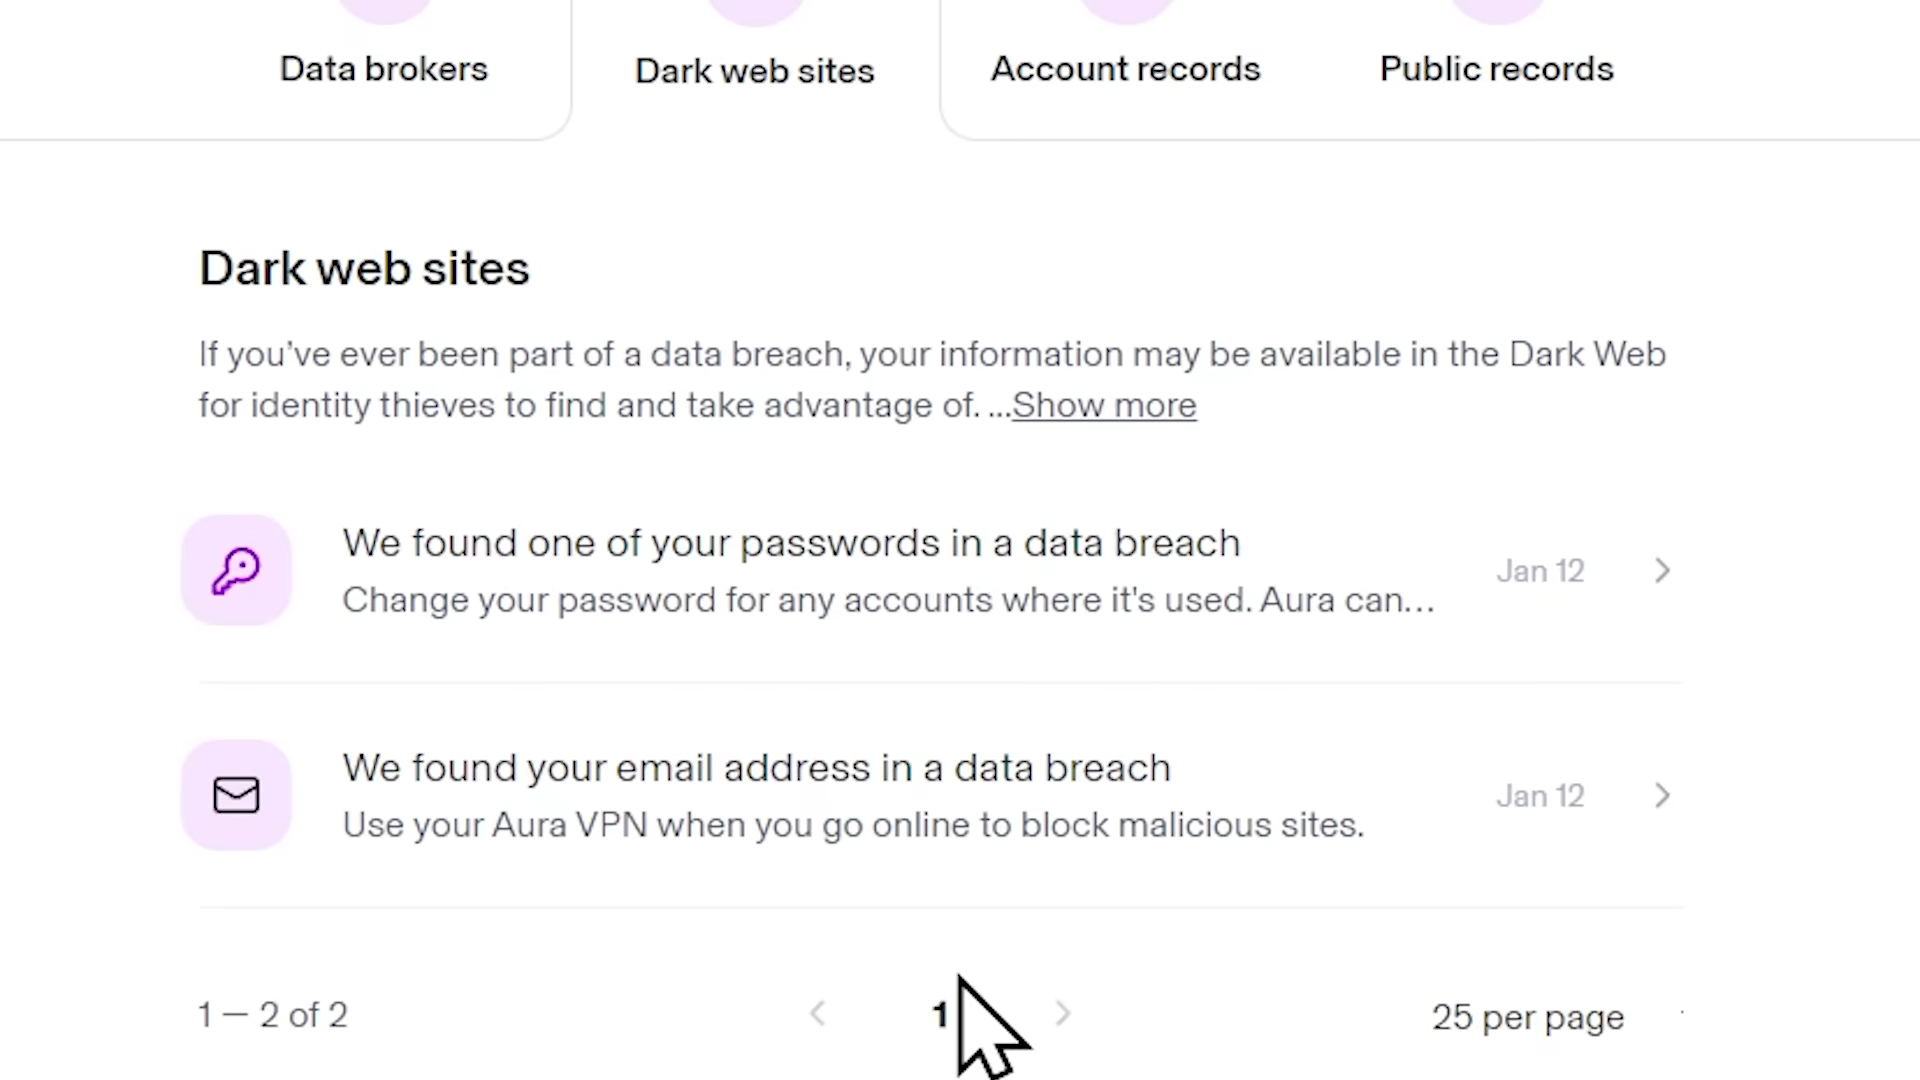 Data brokers
Dark web sites
Account records
Public records
Dark web sites
If you've ever been part of a data breach, your information may be available in the Dark Web
for identity thieves to find and take advantage of. ...Show more
We found one of your passwords in a data breach
Change your password for any accounts where it's used. Aura can...
Jan 12
We found your email address in a data breach
Use your Aura VPN when you go online to block malicious sites.
Jan 12
1 — 2 of 2
1
25 per page